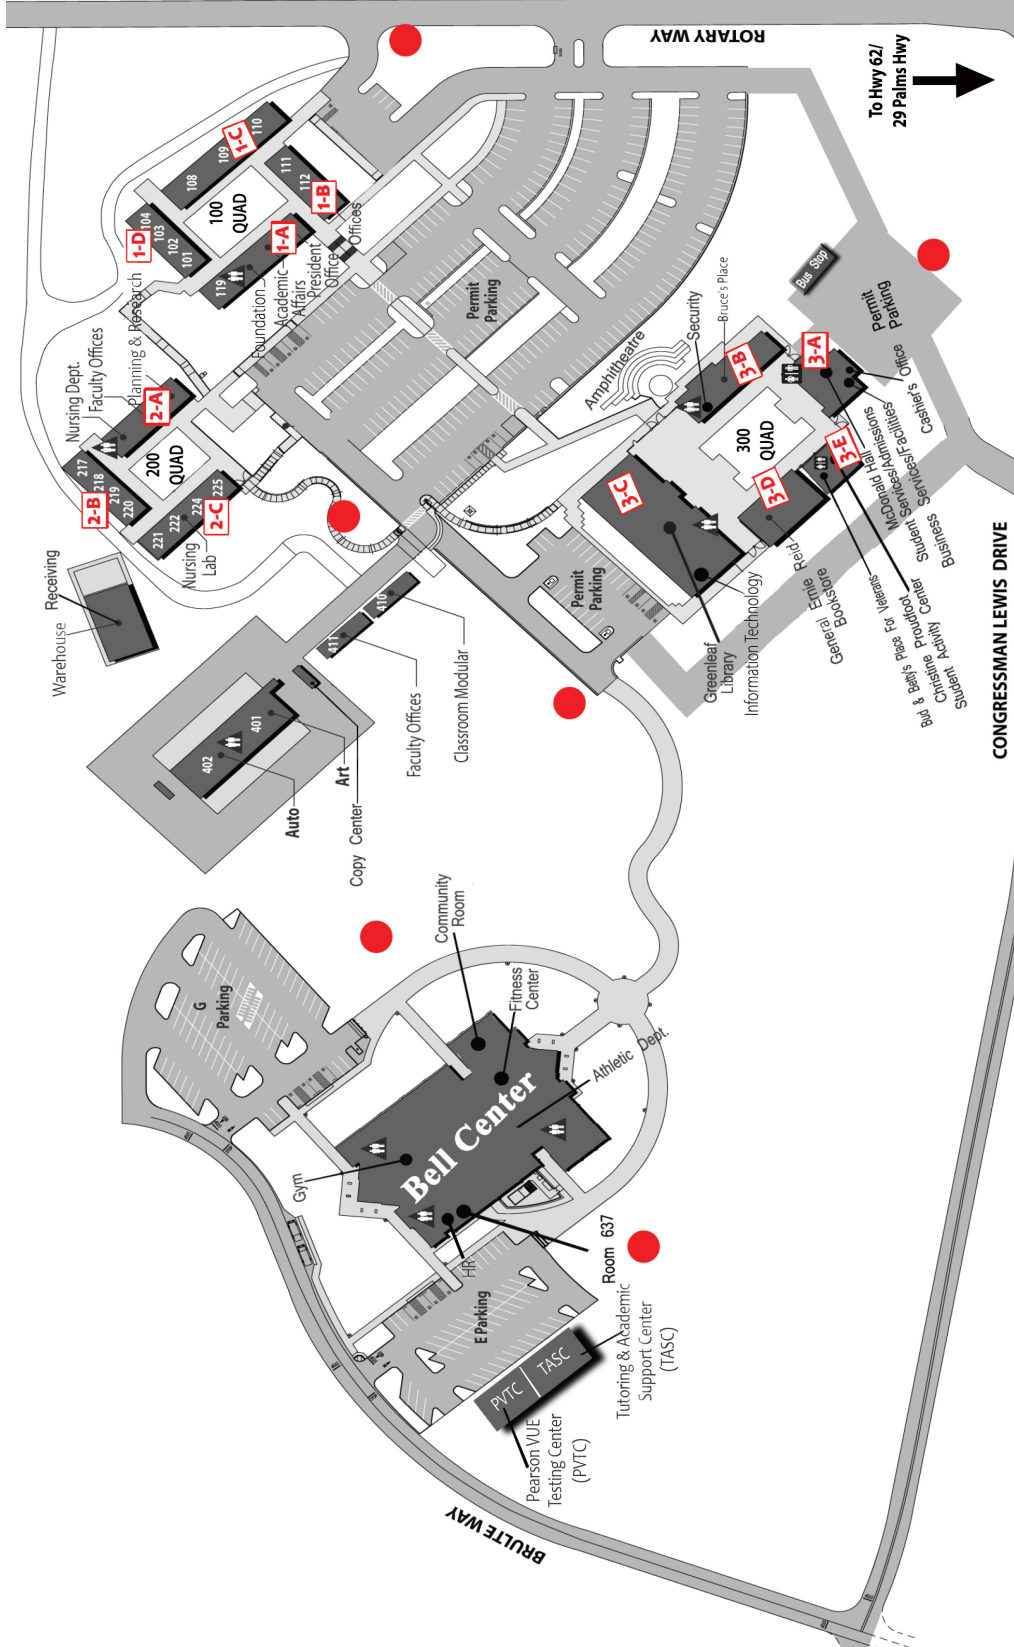 ROTARY WAY
To Hwy 62/
29 Palms Hwy
110
109
1-C
108
111
112
1-B
100
QUAD
104
103
1-D
102
101
1-A
119
Offices
President
Office
Academic
Affairs
Foundation
Planning & Research
Nursing Dept.
Faculty Offices
2-A
217
218
219
220
2-B
200
QUAD
225
224
2-C
222
221
Nursing
Lab
Receiving
Warehouse
Permit
Parking
Bus Stop
Permit
Parking
Amphitheatre
Security
Bruce's Place
3-B
3-A
300
QUAD
3-C
3-D
3-E
Cashier's Office
Business Services/Facilities
Student Services/Admissions
McDonald Hall
Christine Proudfoot
Student Activity Center
Bud & Betty's Place For Veterans
General Ernie Reid
Bookstore
Information Technology
Greenleaf
Library
Permit
Parking
410
411
Classroom Modular
Faculty Offices
401
402
Art
Auto
Copy Center
CONGRESSMAN LEWIS DRIVE
G
Parking
Community
Room
Fitness
Center
Athletic Dept.
Bell Center
Gym
HR
Room 637
E Parking
PVTC
TASC
Tutoring & Academic
Support Center
(TASC)
Pearson VUE
Testing Center
(PVTC)
BRULTE WAY